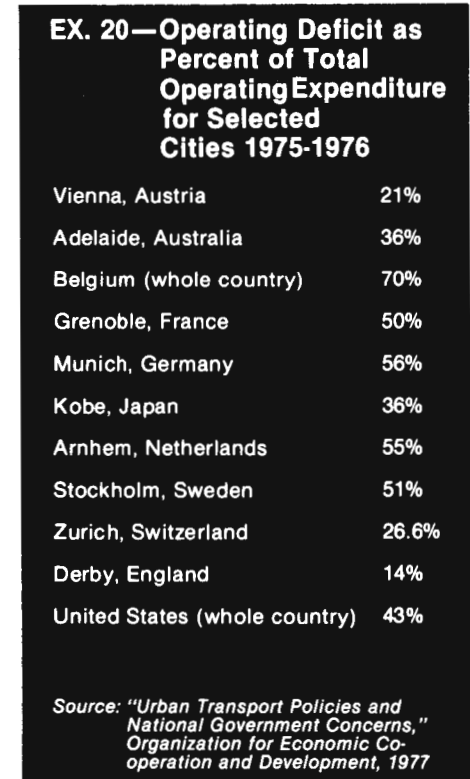 EX. 20—Operating Deficit as
Percent of Total
Operating Expenditure
for Selected
Cities 1975-1976
Vienna, Austria 21%
Adelaide, Australia 36%
Belgium (whole country) 70%
Grenoble, France 50%
Munich, Germany 56%
Kobe, Japan 36%
Arnhem, Netherlands 55%
Stockholm, Sweden 51%
Zurich, Switzerland 26.6%
Derby, England 14%
United States (whole country) 43%
Source: "Urban Transport Policies and
National Government Concerns,"
Organization for Economic Co-
operation and Development, 1977